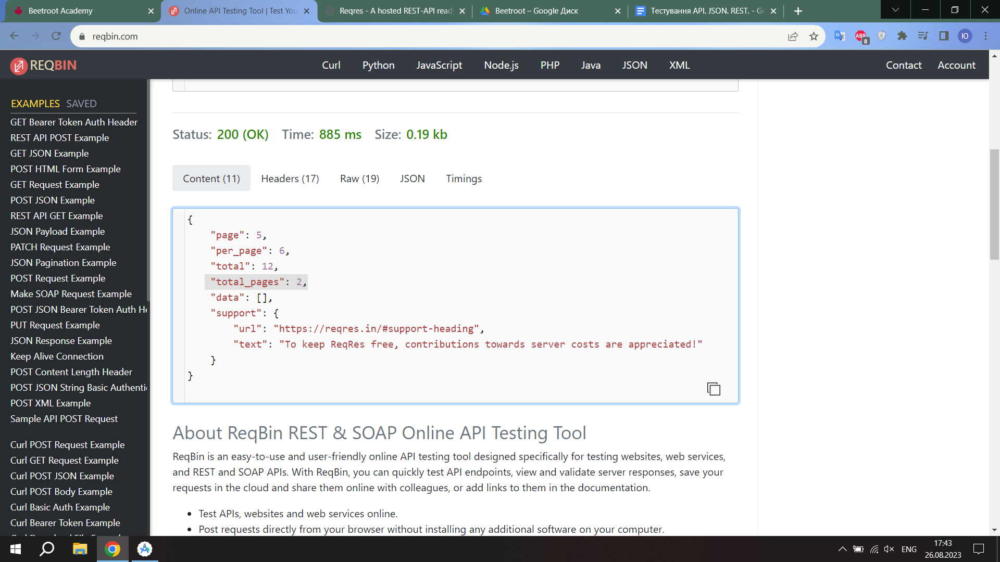 Beetroot Academy
Online API Testing Tool | Test You
Reqres - A hosted REST-API read
Beetroot – Google Диск
Тестування API. JSON. REST. - Go
reqbin.com
ABP
8
Ю
REQBIN
Curl
Python
JavaScript
Node.js
PHP
Java
JSON
XML
Contact
Account
EXAMPLES SAVED
GET Bearer Token Auth Header
REST API POST Example
GET JSON Example
POST HTML Form Example
GET Request Example
POST JSON Example
REST API GET Example
JSON Payload Example
PATCH Request Example
JSON Pagination Example
POST Request Example
Make SOAP Request Example
POST JSON Bearer Token Auth He
PUT Request Example
JSON Response Example
Keep Alive Connection
POST Content Length Header
POST JSON String Basic Authenti
POST XML Example
Sample API POST Request
Curl POST Request Example
Curl GET Request Example
Curl POST JSON Example
Curl POST Body Example
Curl Basic Auth Example
Curl Bearer Token Example
Status: 200 (OK) Time: 885 ms Size: 0.19 kb
Content (11)
Headers (17)
Raw (19)
JSON
Timings
{
"page": 5,
"per_page": 6,
"total": 12,
"total_pages": 2,
"data": [],
"support": {
"url": "https://reqres.in/#support-heading",
"text": "To keep ReqRes free, contributions towards server costs are appreciated!"
}
}
About ReqBin REST & SOAP Online API Testing Tool
ReqBin is an easy-to-use and user-friendly online API testing tool designed specifically for testing websites, web services,
and REST and SOAP APIs. With ReqBin, you can quickly test API endpoints, view and validate server responses, save your
requests in the cloud and share them online with colleagues, or add links to them in the documentation.
• Test APIs, websites and web services online.
• Post requests directly from your browser without installing any additional software on your computer.
ENG
17:43
26.08.2023